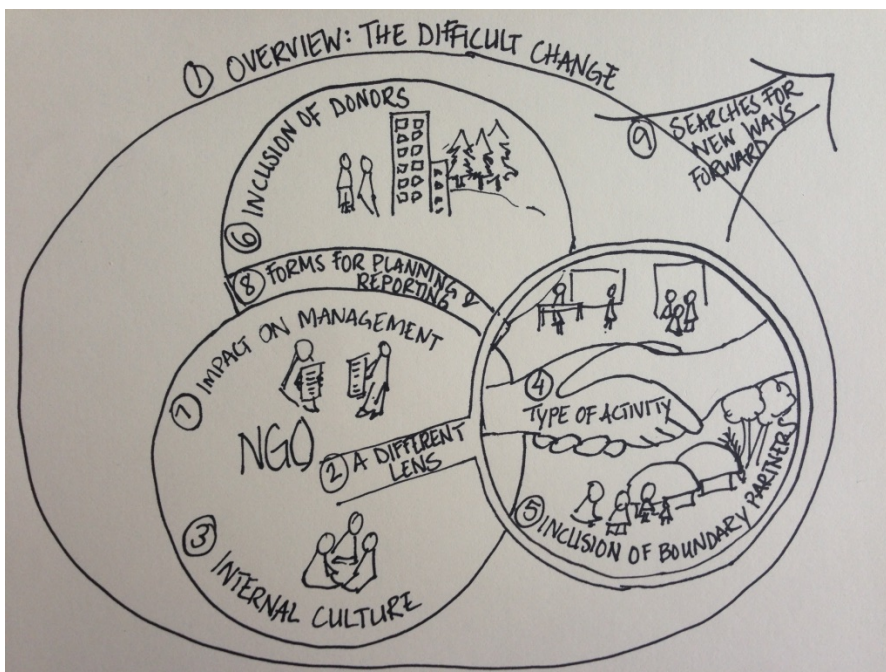 ① OVERVIEW: THE DIFFICULT CHANGE
⑨ SEARCHES FOR
NEW WAYS
FORWARD
⑥ INCLUSION OF DONORS
⑧ FORMS FOR PLANNING &
REPORTING
⑦ IMPACT ON MANAGEMENT
NGO
② A DIFFERENT
LENS
③ INTERNAL CULTURE
④
TYPE OF ACTIVITY
⑤ INCLUSION OF BOUNDARY PARTNERS